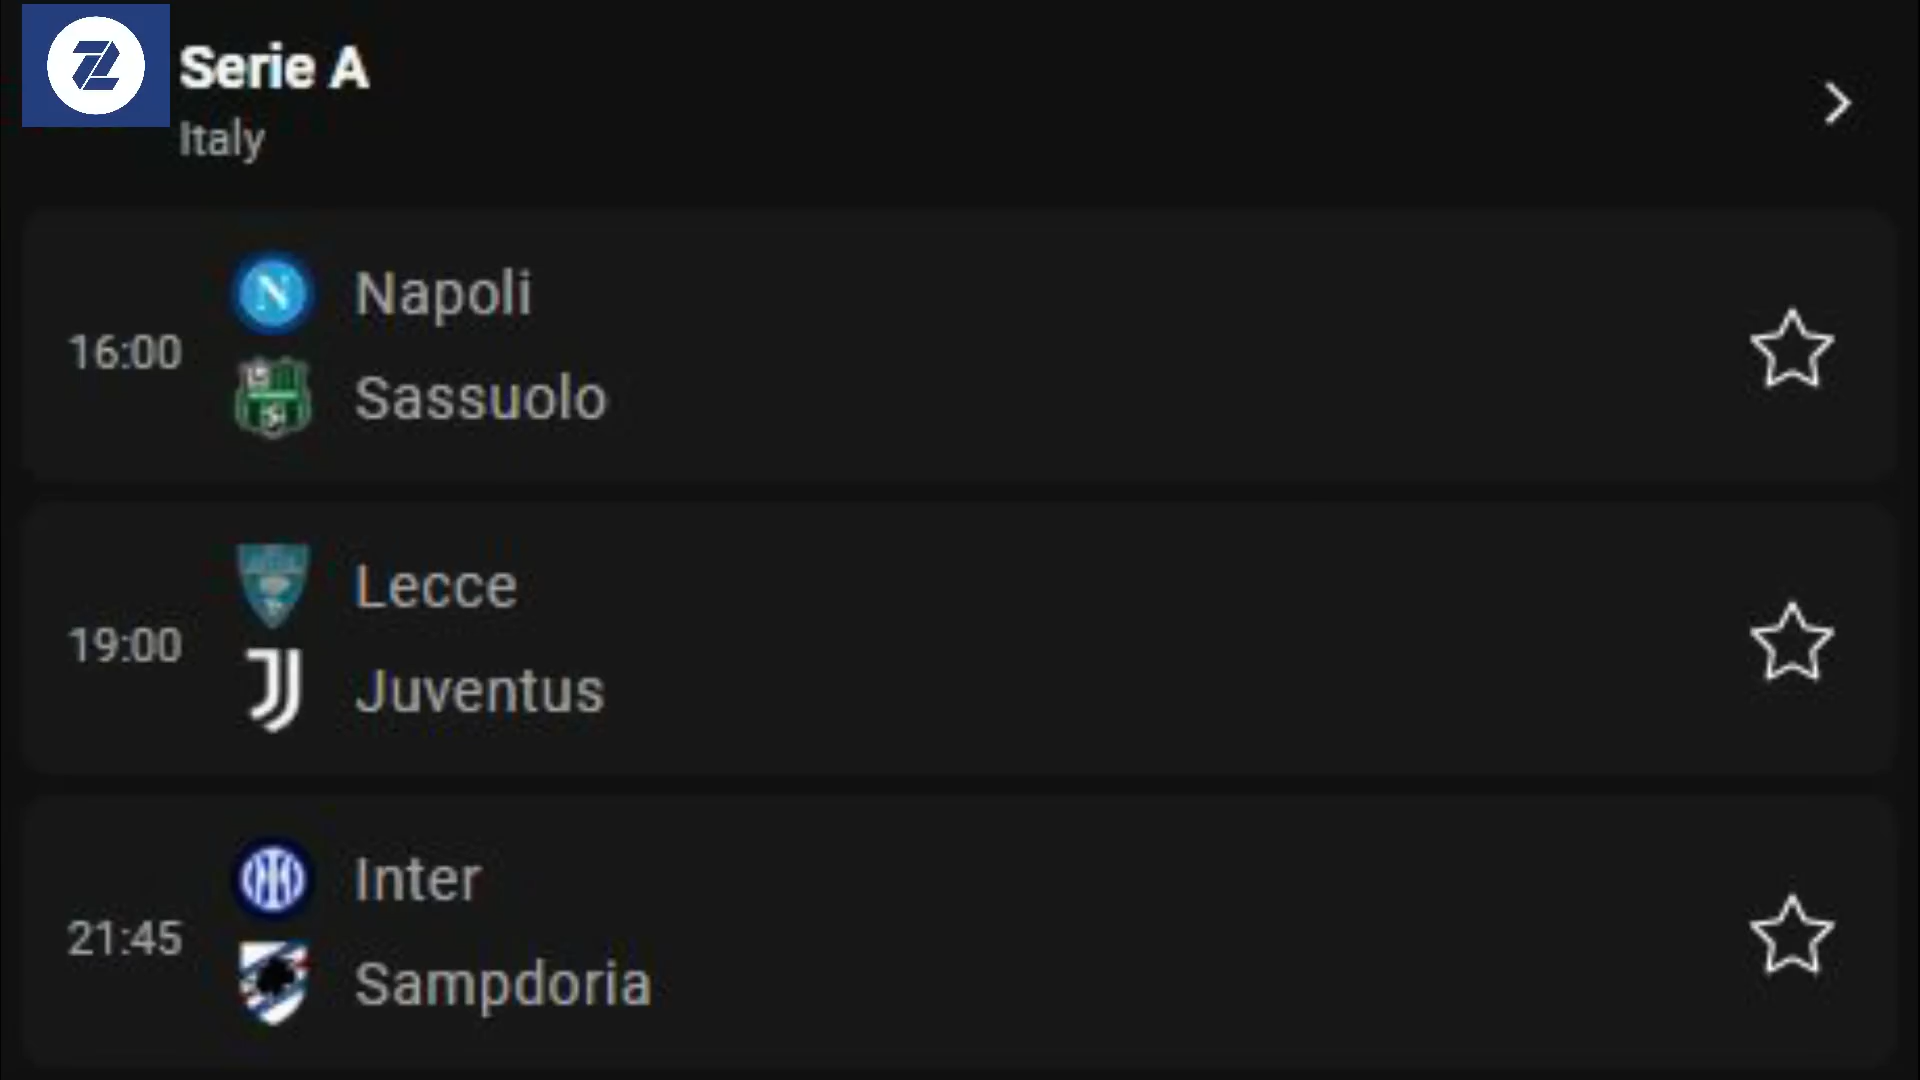 Serie A
Italy
Napoli
16:00
Sassuolo
Lecce
19:00
Juventus
Inter
21:45
Sampdoria